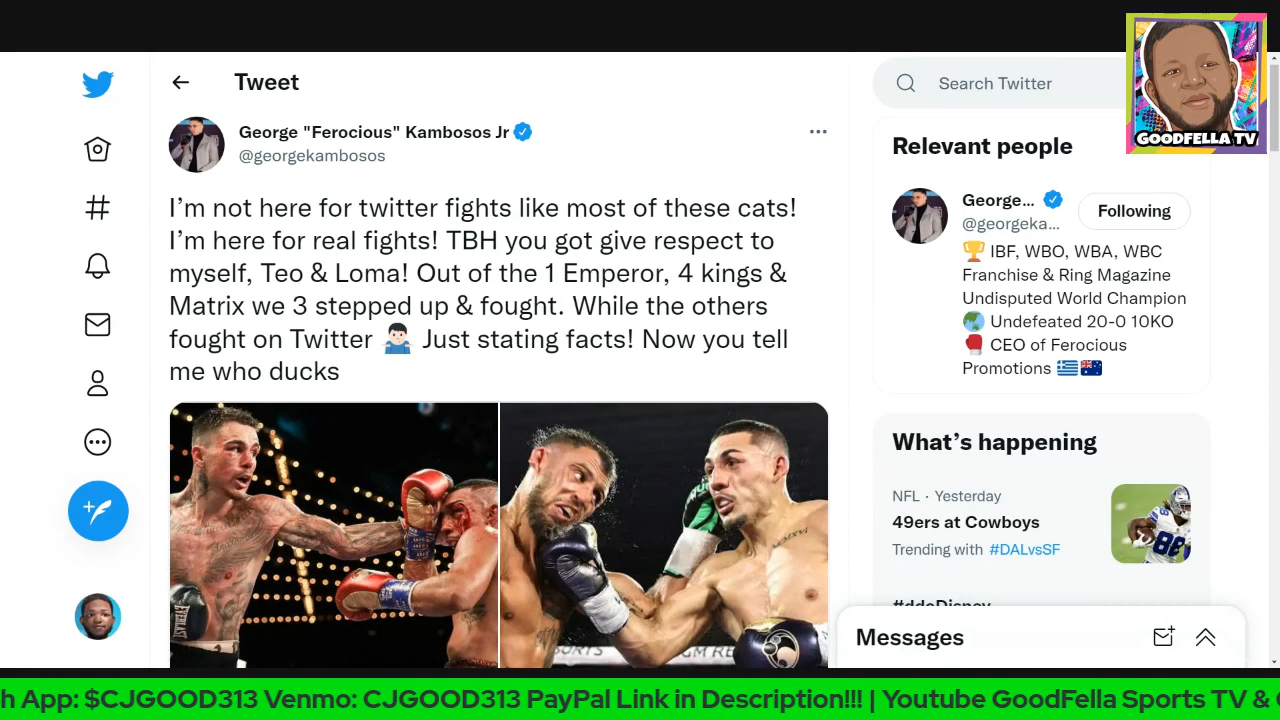 GOODFELLA TV
Tweet
Search Twitter
George "Ferocious" Kambosos Jr
@georgekambosos
I’m not here for twitter fights like most of these cats!
I’m here for real fights! TBH you got give respect to
myself, Teo & Loma! Out of the 1 Emperor, 4 kings &
Matrix we 3 stepped up & fought. While the others
fought on Twitter 🤷🏻‍♂️ Just stating facts! Now you tell
me who ducks
EVERLAST
Relevant people
George...
@georgeka...
Following
🏆 IBF, WBO, WBA, WBC
Franchise & Ring Magazine
Undisputed World Champion
🌏 Undefeated 20-0 10KO
🥊 CEO of Ferocious
Promotions 🇬🇷🇦🇺
What’s happening
NFL · Yesterday
49ers at Cowboys
Trending with #DALvsSF
88
Messages
h App: $CJGOOD313 Venmo: CJGOOD313 PayPal Link in Description!!! | Youtube GoodFella Sports TV &